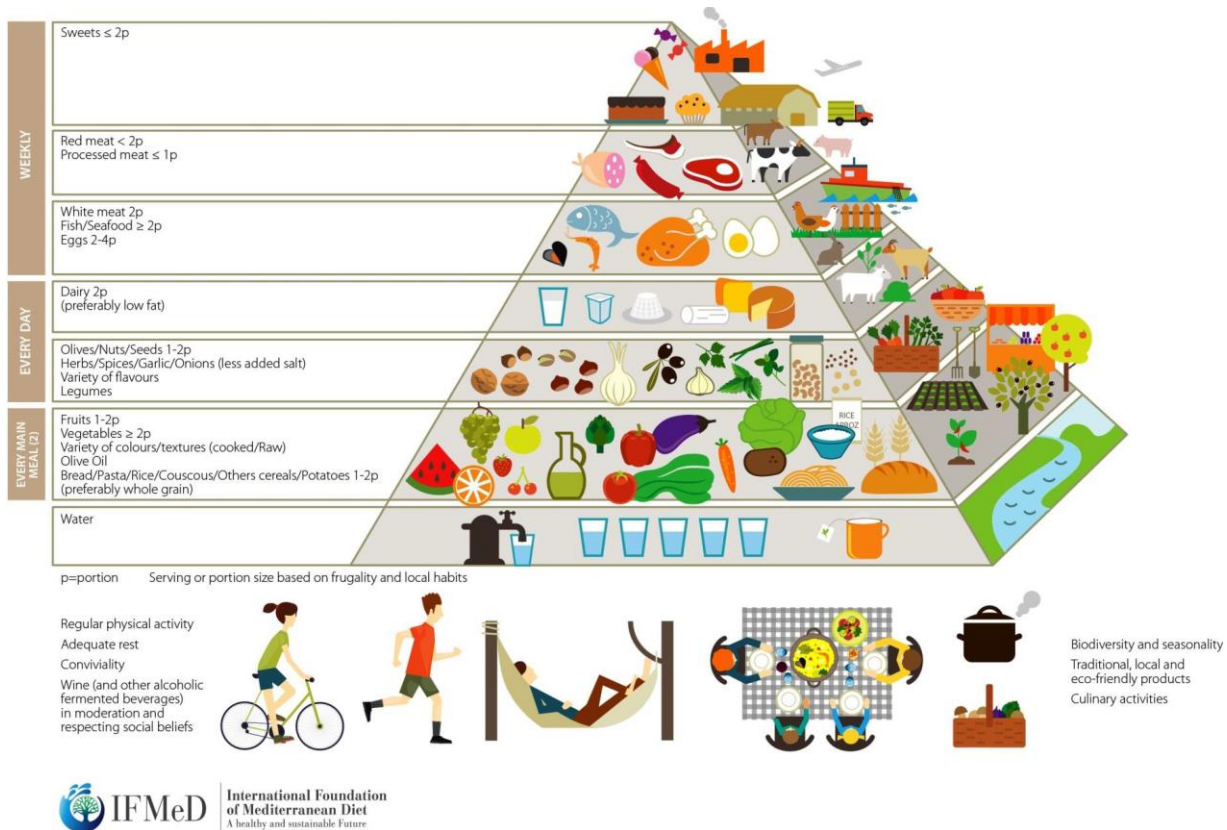 WEEKLY
Sweets ≤ 2p
Red meat < 2p
Processed meat ≤ 1p
White meat 2p
Fish/Seafood ≥ 2p
Eggs 2-4p
EVERY DAY
Dairy 2p
(preferably low fat)
Olives/Nuts/Seeds 1-2p
Herbs/Spices/Garlic/Onions (less added salt)
Variety of flavours
Legumes
EVERY MAIN
MEAL (2)
Fruits 1-2p
Vegetables ≥ 2p
Variety of colours/textures (cooked/Raw)
Olive Oil
Bread/Pasta/Rice/Couscous/Others cereals/Potatoes 1-2p
(preferably whole grain)
RICE
Water
p=portion Serving or portion size based on frugality and local habits
Regular physical activity
Adequate rest
Conviviality
Wine (and other alcoholic
fermented beverages)
in moderation and
respecting social beliefs
Biodiversity and seasonality
Traditional, local and
eco-friendly products
Culinary activities
IFMeD
International Foundation
of Mediterranean Diet
A healthy and sustainable Future